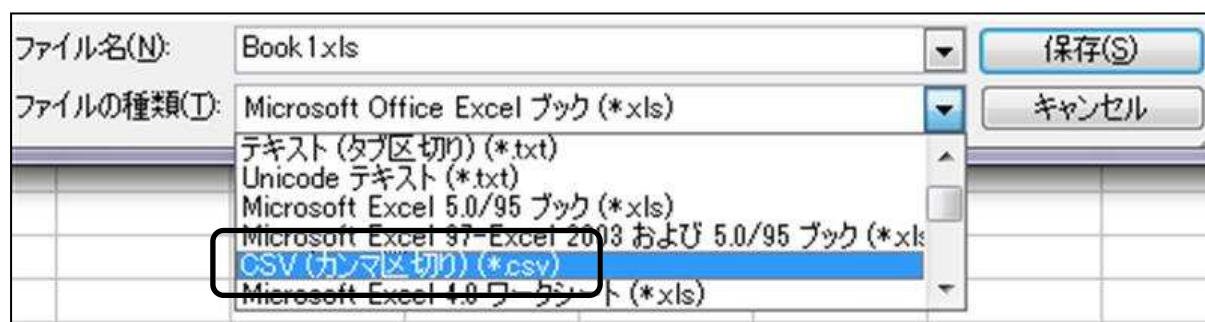 ファイル名(N): Book1xls 保存(S)
ファイルの種類(T): Microsoft Office Excel ブック (*.xls) キャンセル
テキスト (タブ区切り) (*.txt)
Unicode テキスト (*.txt)
Microsoft Excel 5.0/95 ブック (*.xls)
Microsoft Excel 97-Excel 2003 および 5.0/95 ブック (*.xls
CSV (カンマ区切り) (*.csv)
Microsoft Excel 4.0 ワークシート (*.xls)